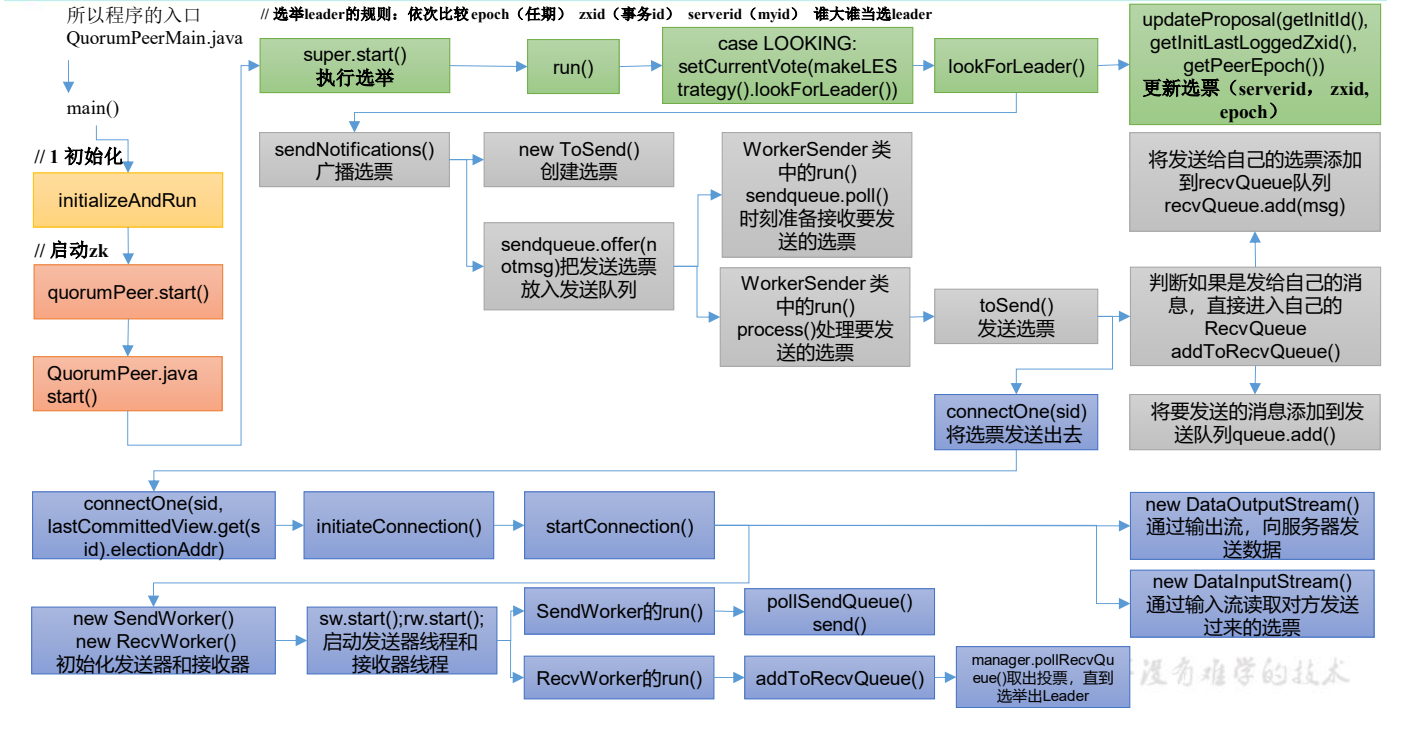 所以程序的入口
QuorumPeerMain.java
main()
// 1 初始化
initializeAndRun
// 启动zk
quorumPeer.start()
QuorumPeer.java
start()
// 选举leader的规则：依次比较epoch（任期） zxid（事务id） serverid（myid） 谁大谁当选leader
super.start()
执行选举
run()
case LOOKING:
setCurrentVote(makeLES
trategy().lookForLeader())
lookForLeader()
updateProposal(getInitId(),
getInitLastLoggedZxid(),
getPeerEpoch())
更新选票（serverid， zxid,
epoch）
sendNotifications()
广播选票
new ToSend()
创建选票
sendqueue.offer(n
otmsg)把发送选票
放入发送队列
WorkerSender 类
中的run()
sendqueue.poll()
时刻准备接收要发
送的选票
WorkerSender 类
中的run()
process()处理要发
送的选票
toSend()
发送选票
将发送给自己的选票添加
到recvQueue队列
recvQueue.add(msg)
判断如果是发给自己的消
息，直接进入自己的
RecvQueue
addToRecvQueue()
将要发送的消息添加到发
送队列queue.add()
connectOne(sid)
将选票发送出去
connectOne(sid,
lastCommittedView.get(s
id).electionAddr)
initiateConnection()
startConnection()
new DataOutputStream()
通过输出流，向服务器发
送数据
new DataInputStream()
通过输入流读取对方发送
过来的选票
new SendWorker()
new RecvWorker()
初始化发送器和接收器
sw.start();rw.start();
启动发送器线程和
接收器线程
SendWorker的run()
pollSendQueue()
send()
RecvWorker的run()
addToRecvQueue()
manager.pollRecvQu
eue()取出投票，直到
选举出Leader
没有难学的技术